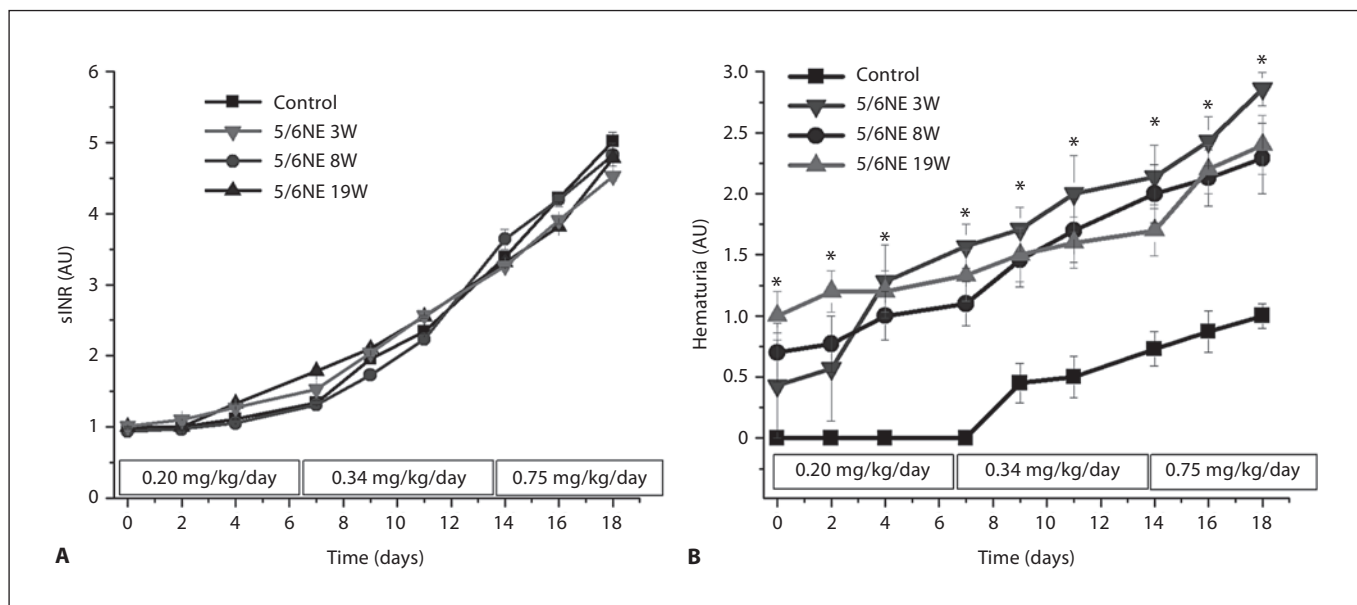 6
5
4
3
2
1
0
sINR (AU)
Control
5/6NE 3W
5/6NE 8W
5/6NE 19W
0.20 mg/kg/day
0.34 mg/kg/day
0.75 mg/kg/day
0 2 4 6 8 10 12 14 16 18
A
Time (days)
3.0
2.5
2.0
1.5
1.0
0.5
0
Hematuria (AU)
Control
5/6NE 3W
5/6NE 8W
5/6NE 19W
* * * * * * * * *
0.20 mg/kg/day
0.34 mg/kg/day
0.75 mg/kg/day
0 2 4 6 8 10 12 14 16 18
B
Time (days)